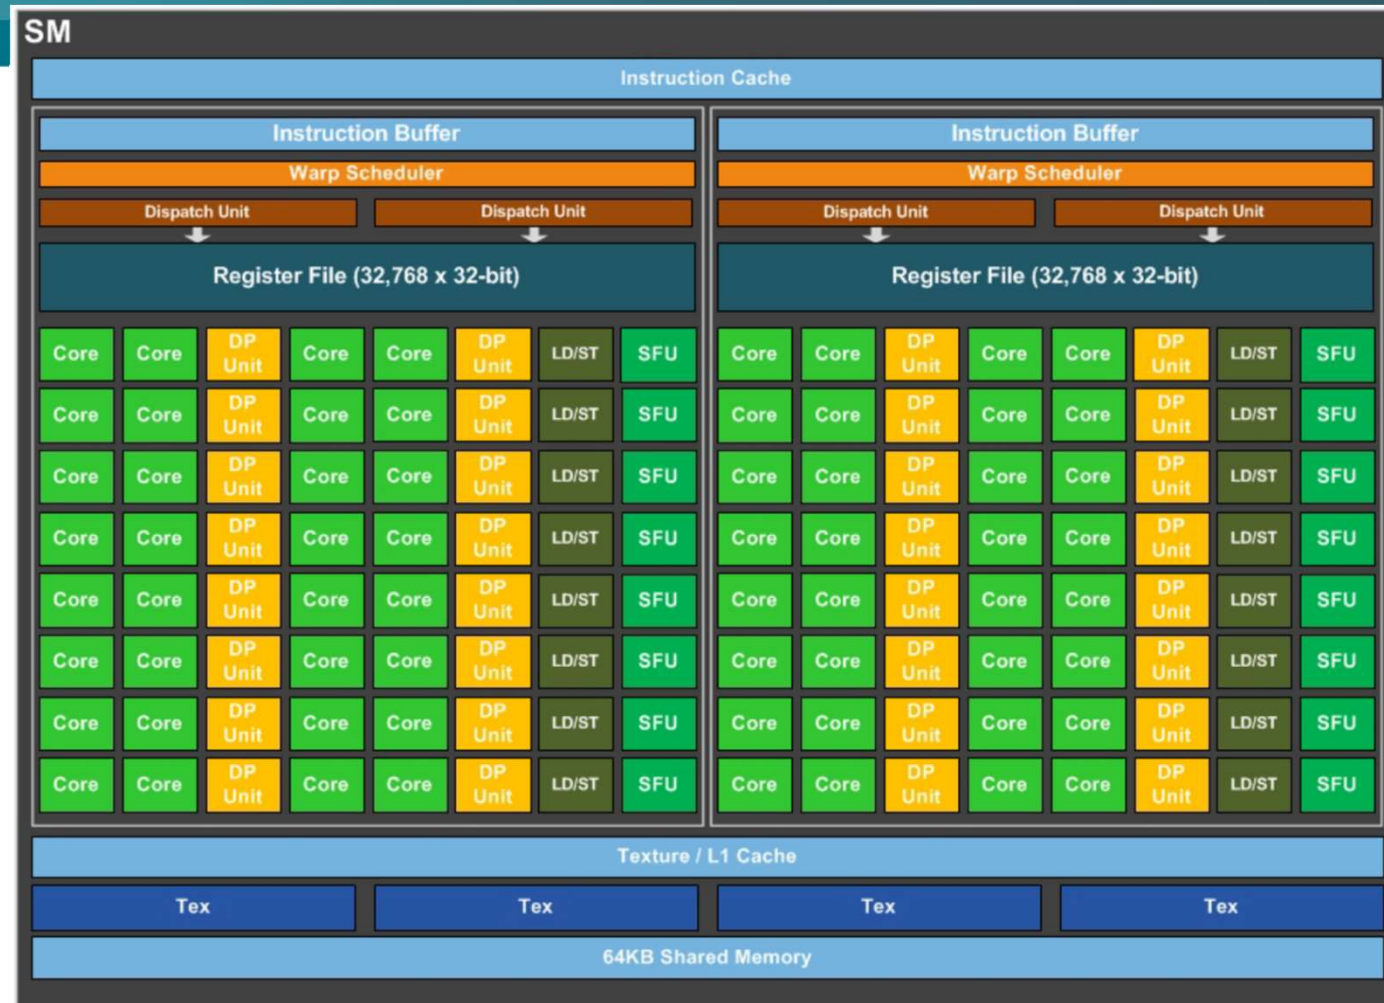 SM
Instruction Cache
Instruction Buffer Instruction Buffer
Warp Scheduler Warp Scheduler
Dispatch Unit Dispatch Unit Dispatch Unit Dispatch Unit
Register File (32,768 x 32-bit) Register File (32,768 x 32-bit)
Core Core DP Unit Core Core DP Unit LD/ST SFU Core Core DP Unit Core Core DP Unit LD/ST SFU
Core Core DP Unit Core Core DP Unit LD/ST SFU Core Core DP Unit Core Core DP Unit LD/ST SFU
Core Core DP Unit Core Core DP Unit LD/ST SFU Core Core DP Unit Core Core DP Unit LD/ST SFU
Core Core DP Unit Core Core DP Unit LD/ST SFU Core Core DP Unit Core Core DP Unit LD/ST SFU
Core Core DP Unit Core Core DP Unit LD/ST SFU Core Core DP Unit Core Core DP Unit LD/ST SFU
Core Core DP Unit Core Core DP Unit LD/ST SFU Core Core DP Unit Core Core DP Unit LD/ST SFU
Core Core DP Unit Core Core DP Unit LD/ST SFU Core Core DP Unit Core Core DP Unit LD/ST SFU
Core Core DP Unit Core Core DP Unit LD/ST SFU Core Core DP Unit Core Core DP Unit LD/ST SFU
Texture / L1 Cache
Tex Tex Tex Tex
64KB Shared Memory